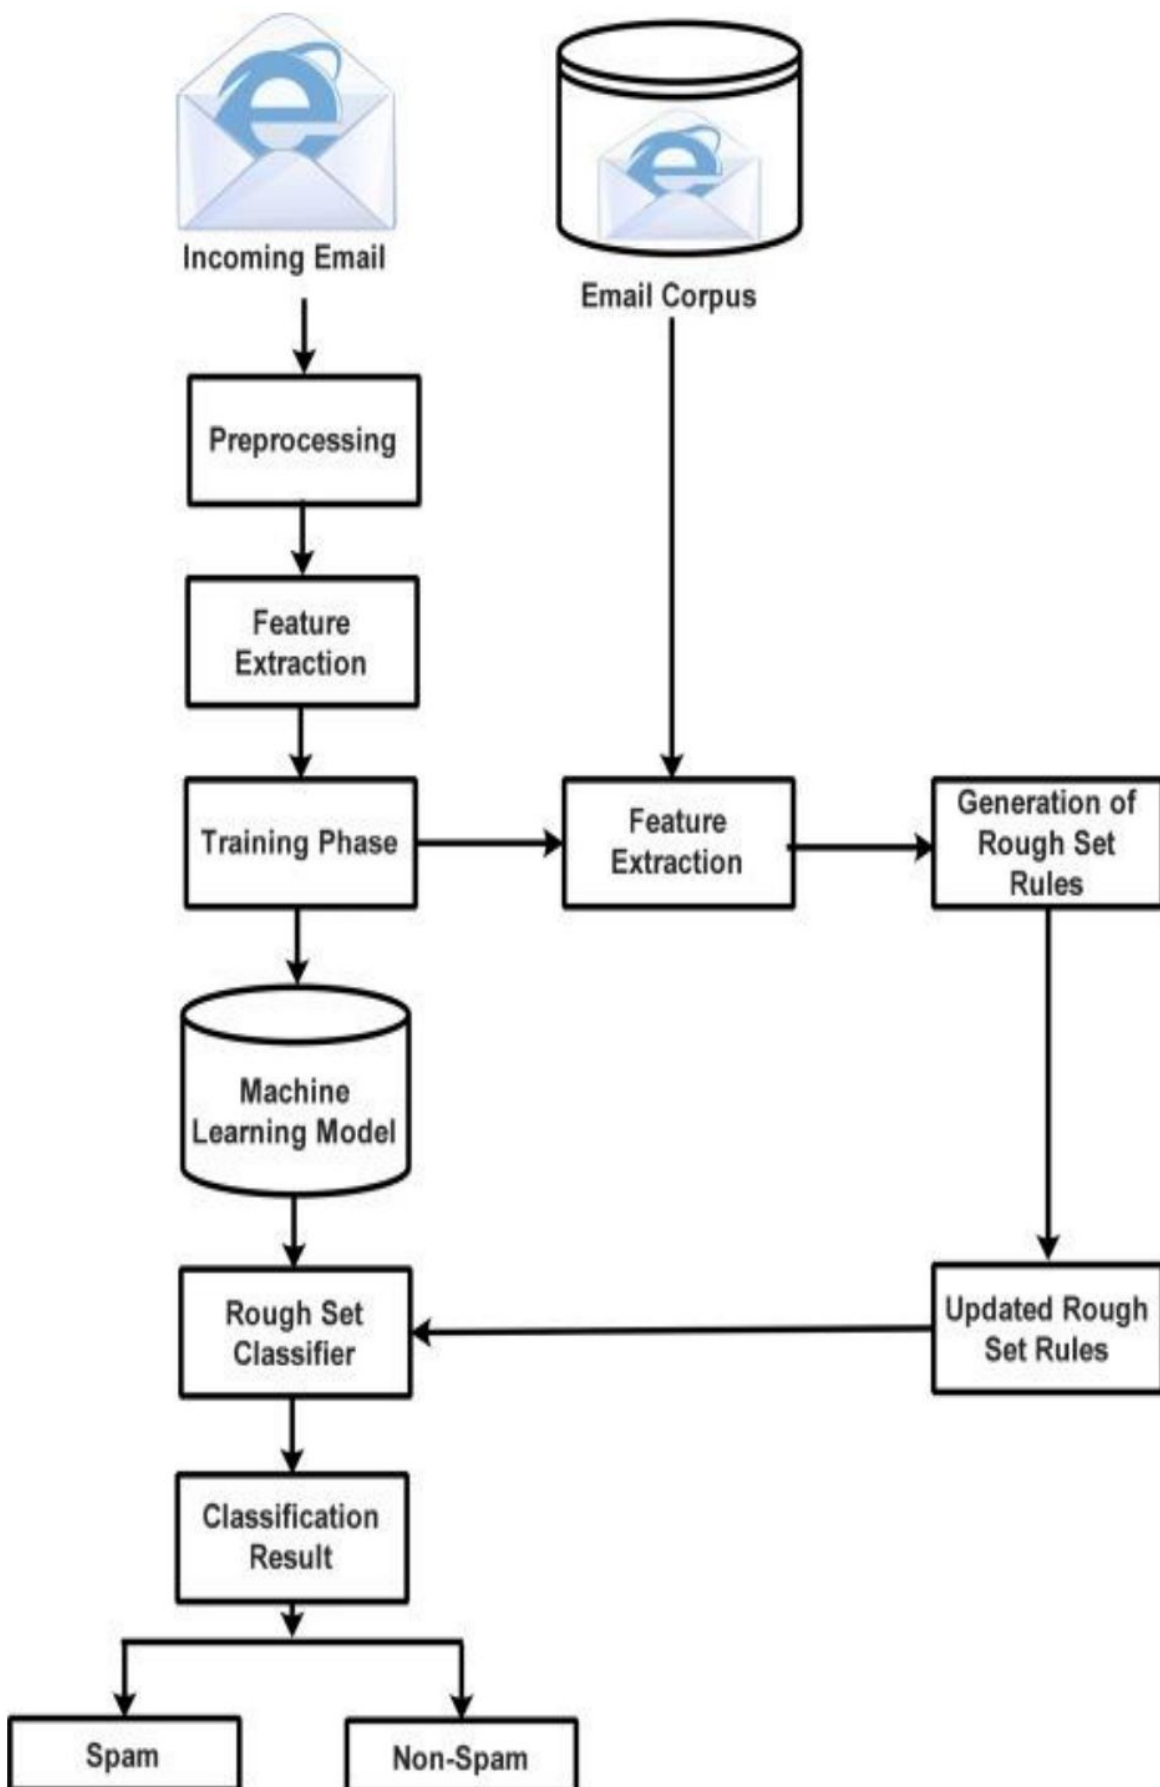 Incoming Email
Email Corpus
Preprocessing
Feature
Extraction
Training Phase
Feature
Extraction
Generation of
Rough Set
Rules
Machine
Learning Model
Rough Set
Classifier
Updated Rough
Set Rules
Classification
Result
Spam
Non-Spam